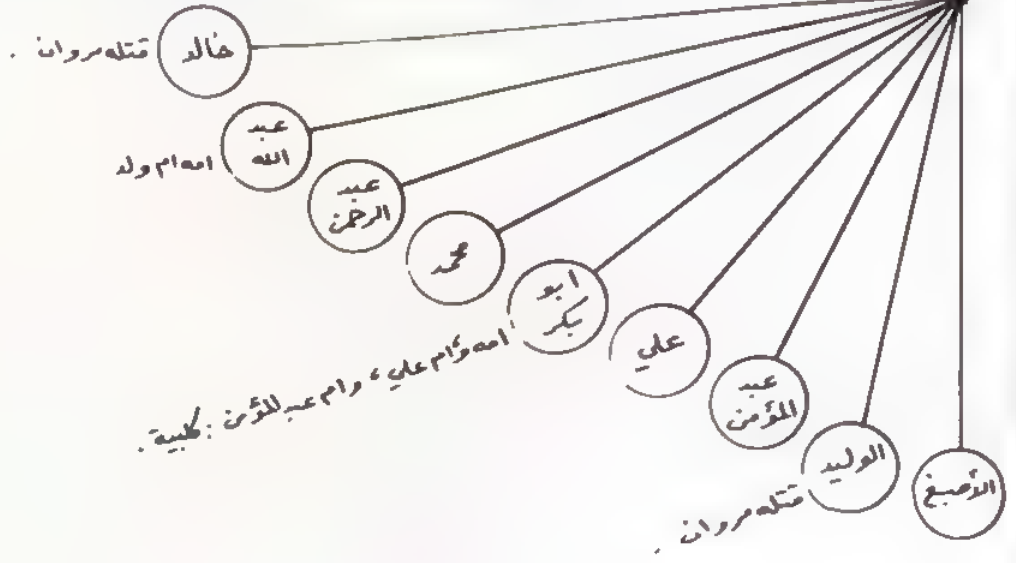 خالد
قتله مروان .
عبد
الله
امه ام ولد
عبد
الرحمن
محمد
ابو
بكر
امه وأم علي ، وام عبد المؤمن : كلبية .
علي
عبد
المؤمن
الوليد
قتله مروان .
الأصبغ